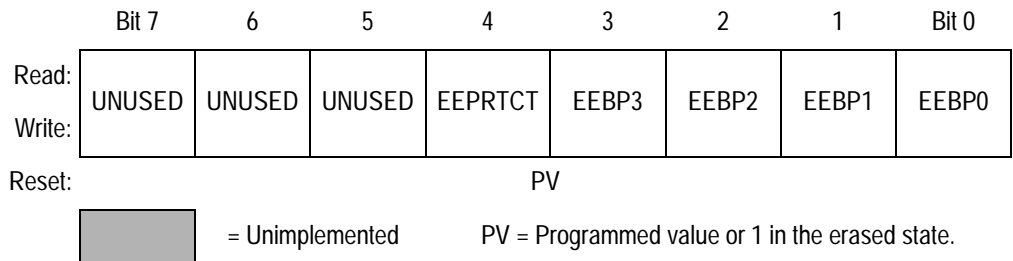 Bit 7 6 5 4 3 2 1 Bit 0
Read:
UNUSED UNUSED UNUSED EEPRTCT EEBP3 EEBP2 EEBP1 EEBP0
Write:
Reset: PV
= Unimplemented PV = Programmed value or 1 in the erased state.